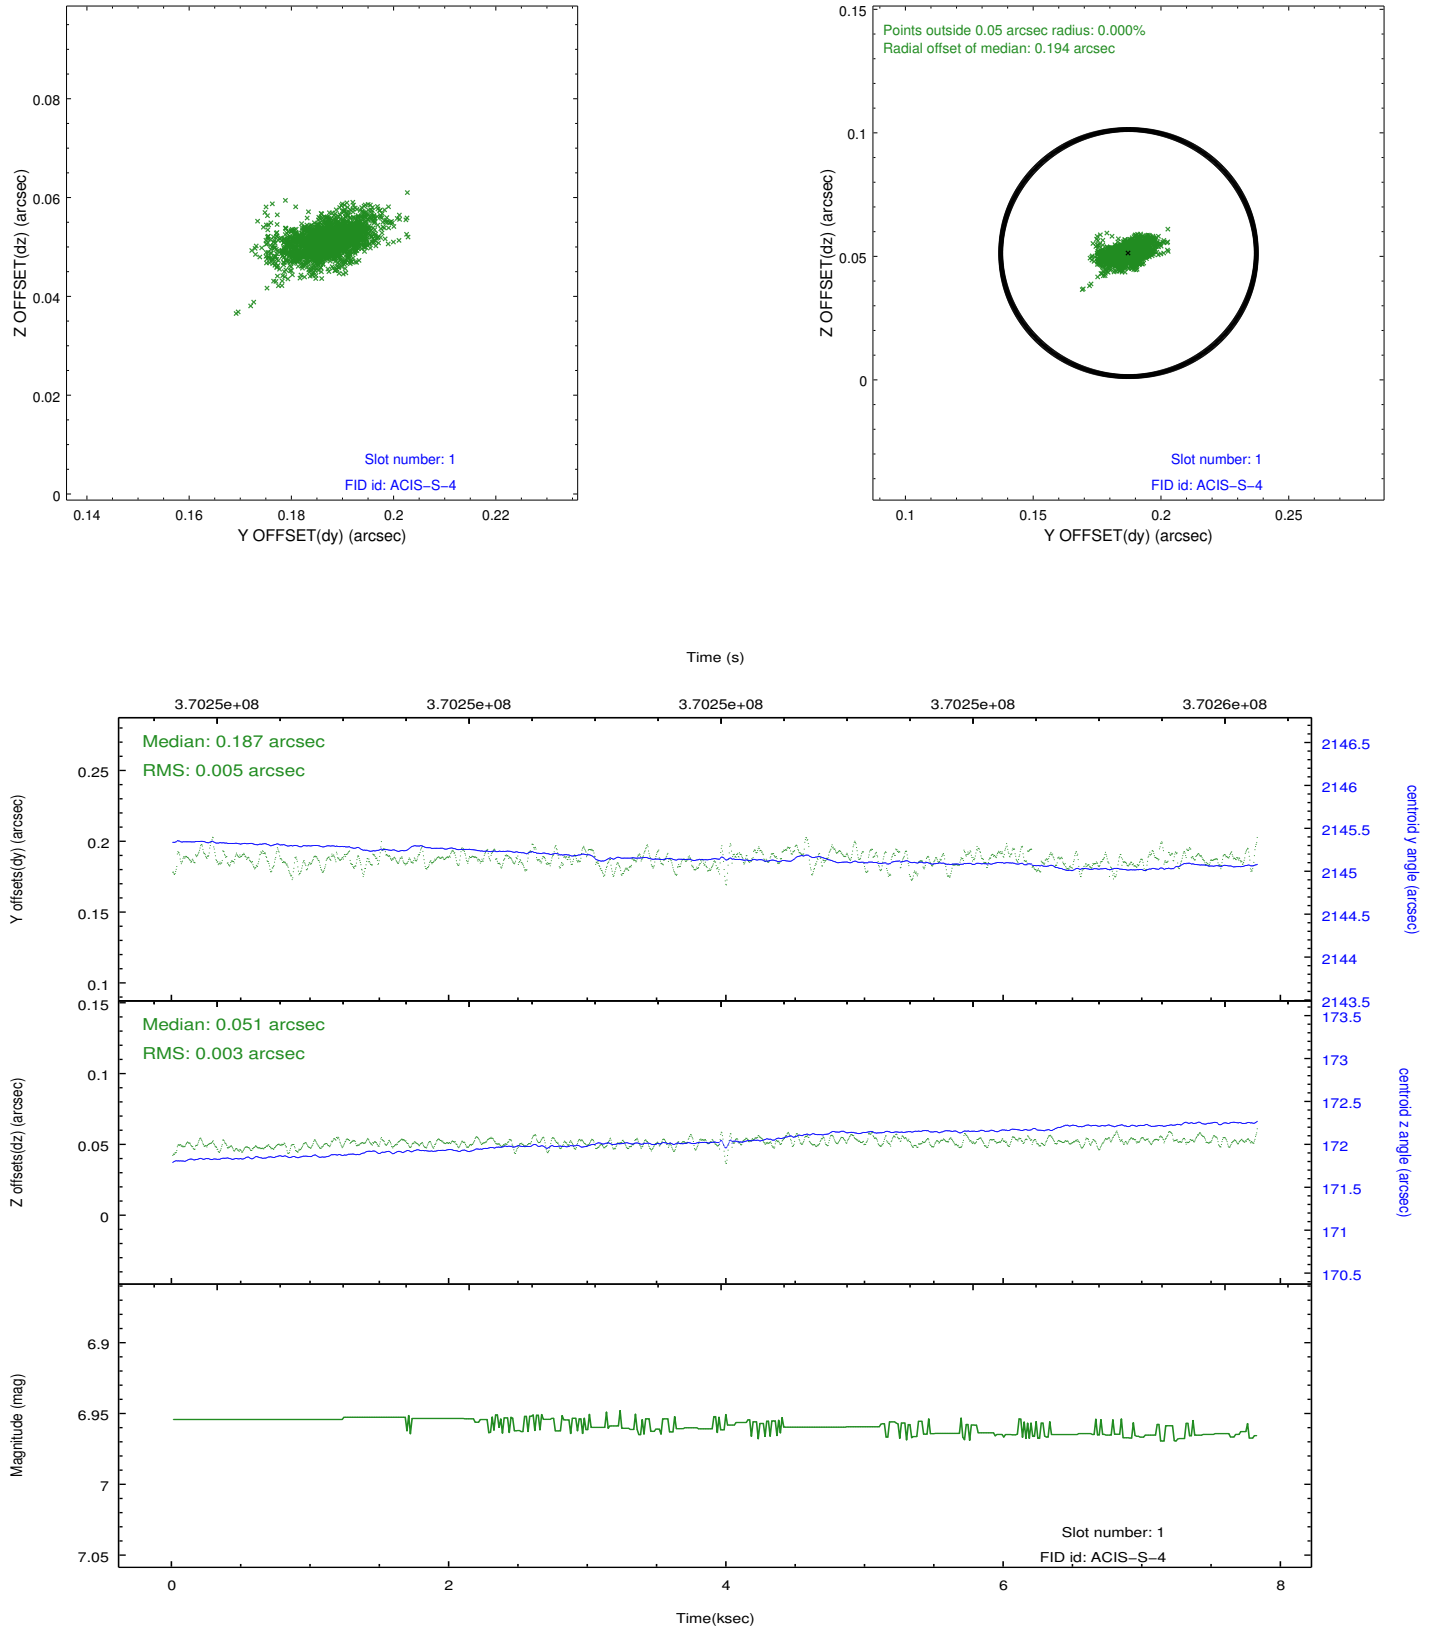 0.08
0.06
0.04
0.02
0
Z OFFSET(dz) (arcsec)
Slot number: 1
FID id: ACIS−S−4
0.14 0.16 0.18 0.2 0.22
Y OFFSET(dy) (arcsec)
Points outside 0.05 arcsec radius: 0.000%
Radial offset of median: 0.194 arcsec
0.15
0.1
0.05
0
Z OFFSET(dz) (arcsec)
Slot number: 1
FID id: ACIS−S−4
0.1 0.15 0.2 0.25
Y OFFSET(dy) (arcsec)
Time (s)
3.7025e+08 3.7025e+08 3.7025e+08 3.7025e+08 3.7026e+08
Median: 0.187 arcsec
RMS: 0.005 arcsec
0.25
0.2
0.15
0.1
Y offsets(dy) (arcsec)
2146.5
2146
2145.5
2145
2144.5
2144
2143.5
centroid y angle (arcsec)
Median: 0.051 arcsec
RMS: 0.003 arcsec
0.15
0.1
0.05
0
Z offsets(dz) (arcsec)
173.5
173
172.5
172
171.5
171
170.5
centroid z angle (arcsec)
6.9
6.95
7
7.05
Magnitude (mag)
Slot number: 1
FID id: ACIS−S−4
0 2 4 6 8
Time(ksec)